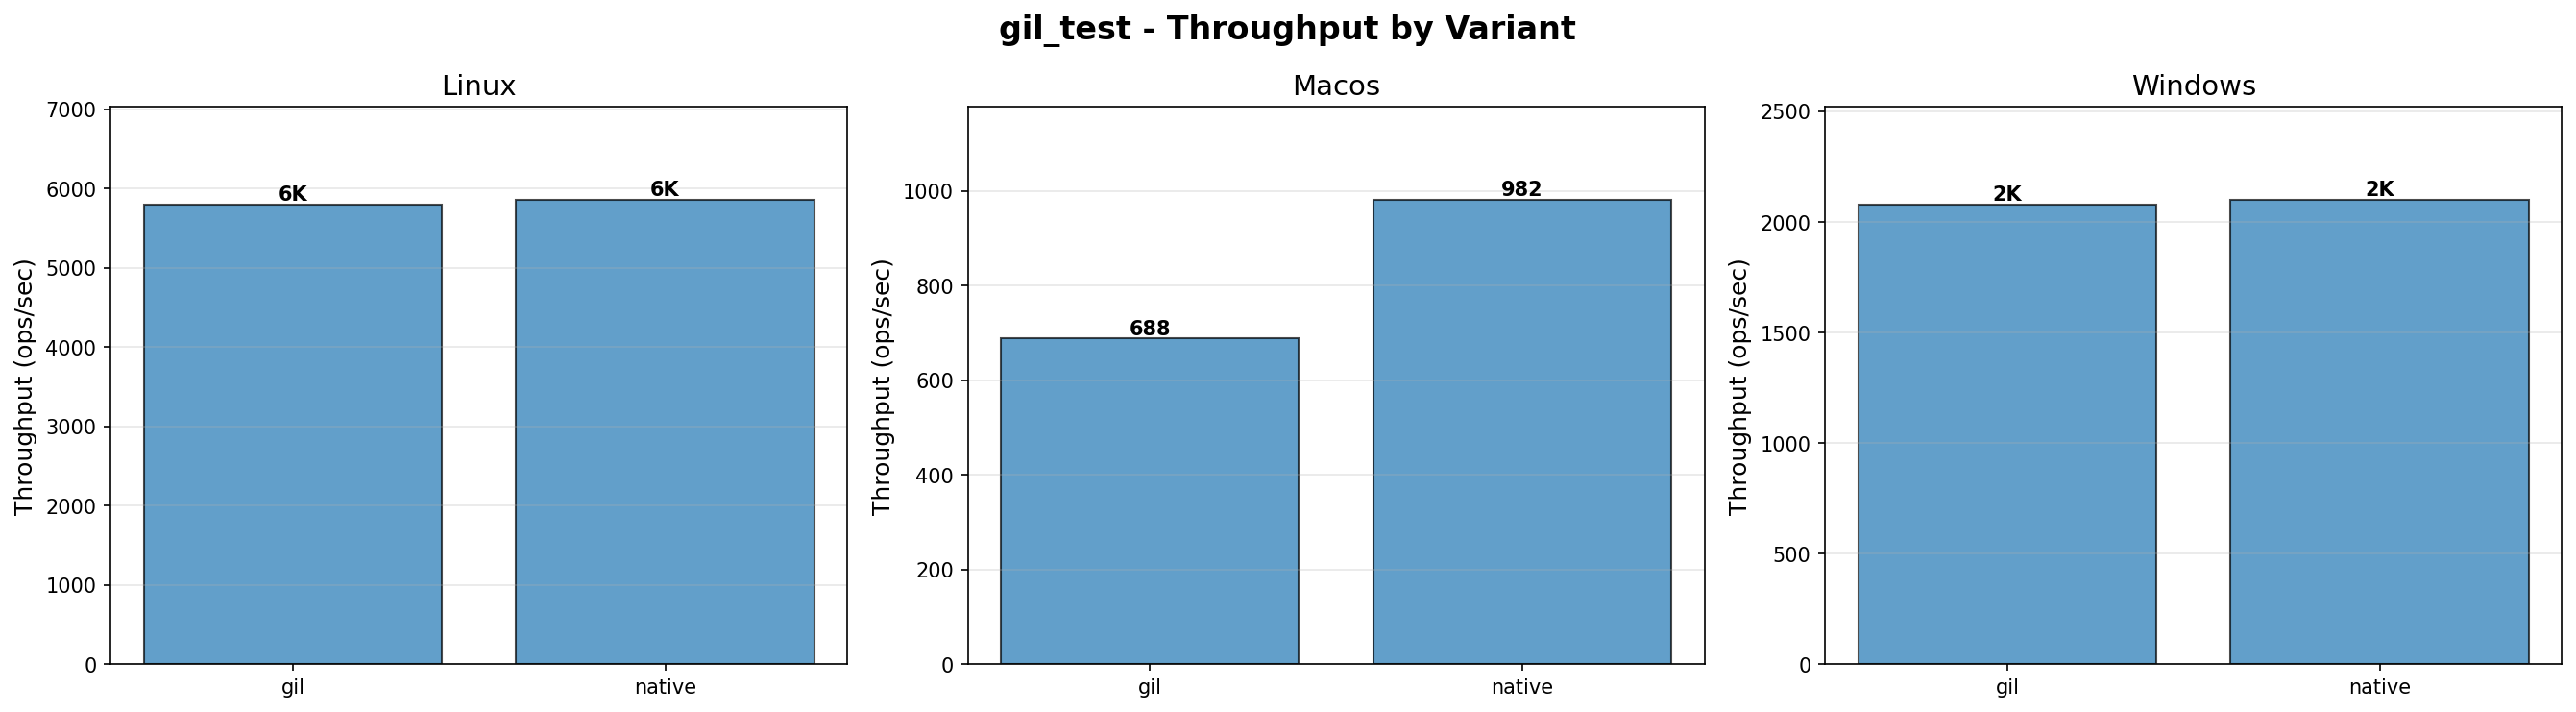 gil_test - Throughput by Variant
Linux
Throughput (ops/sec)
7000
6000
5000
4000
3000
2000
1000
0
6K
6K
gil
native
Macos
Throughput (ops/sec)
1000
800
600
400
200
0
688
982
gil
native
Windows
Throughput (ops/sec)
2500
2000
1500
1000
500
0
2K
2K
gil
native